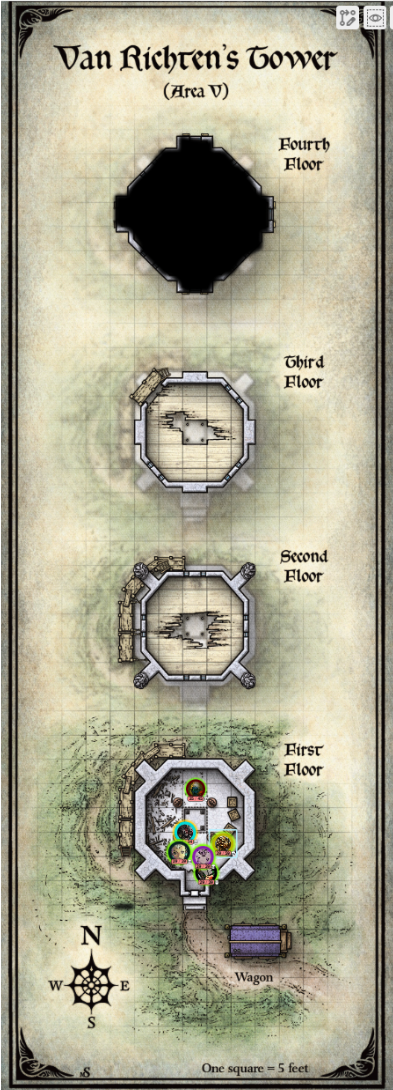 Van Richten's Tower
(Area V)
Fourth
Floor
Third
Floor
Second
Floor
First
Floor
N
W
E
S
Wagon
One square = 5 feet